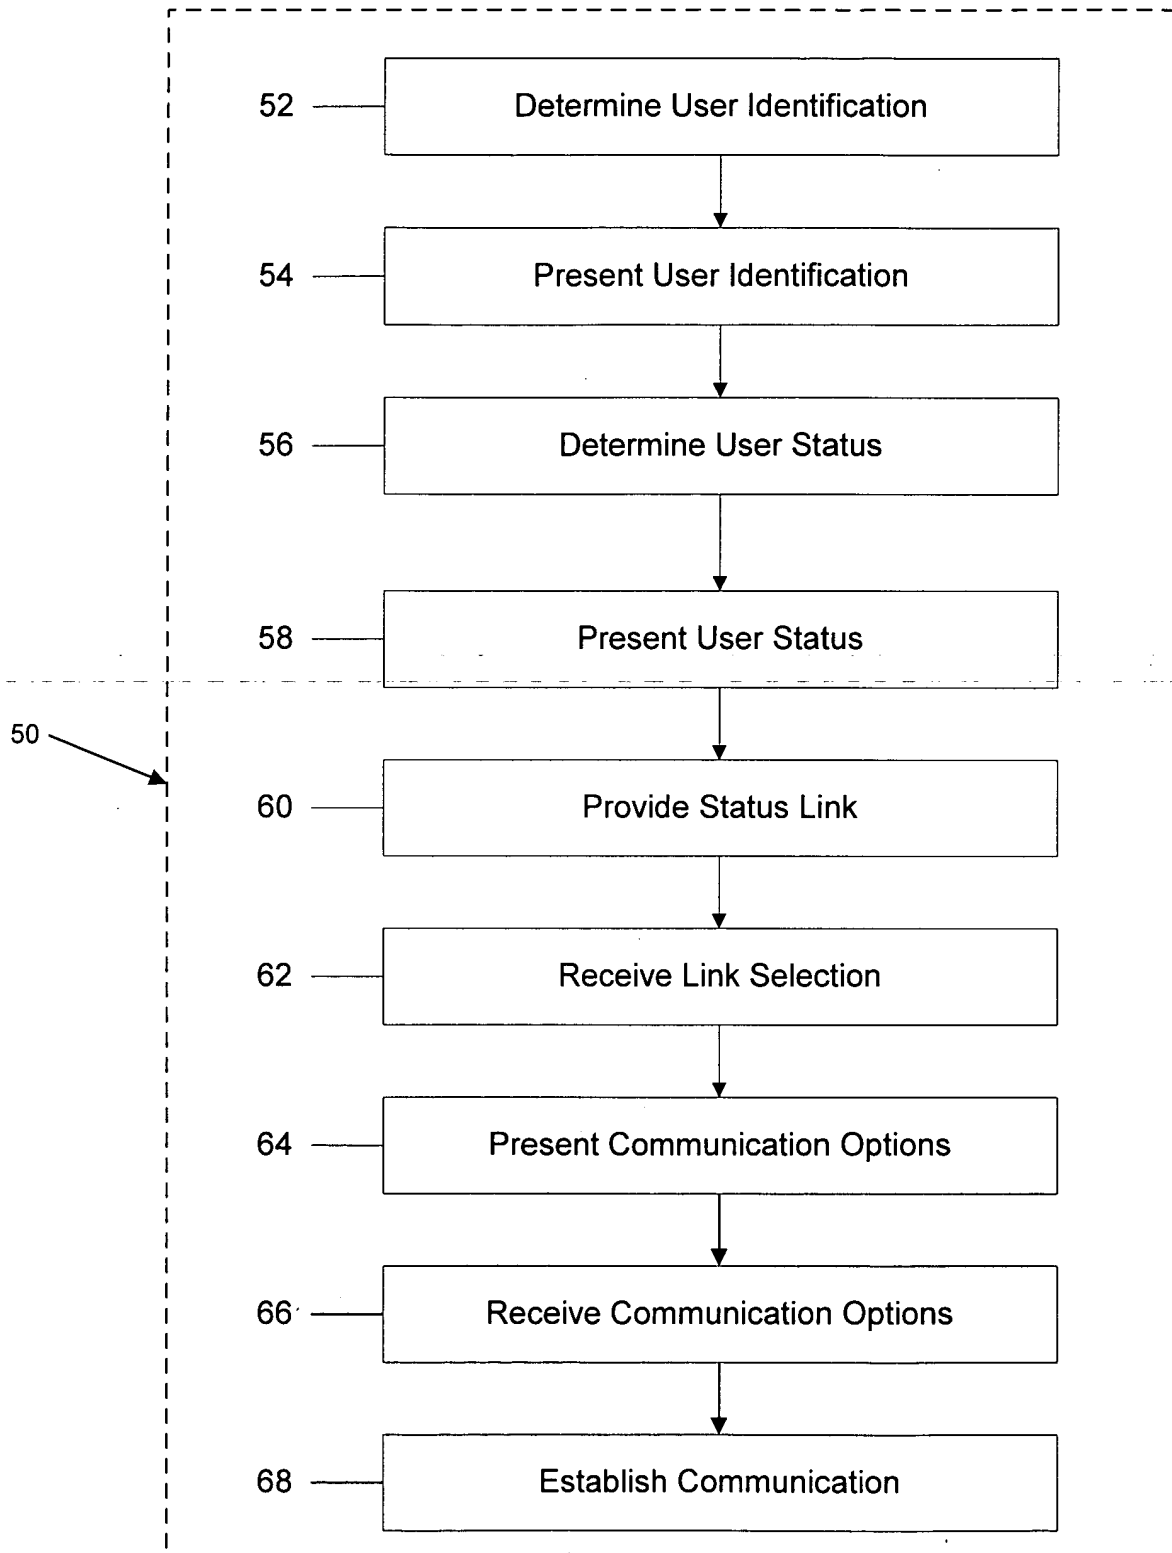 52 Determine User Identification
54 Present User Identification
56 Determine User Status
58 Present User Status
50
60 Provide Status Link
62 Receive Link Selection
64 Present Communication Options
66 Receive Communication Options
68 Establish Communication